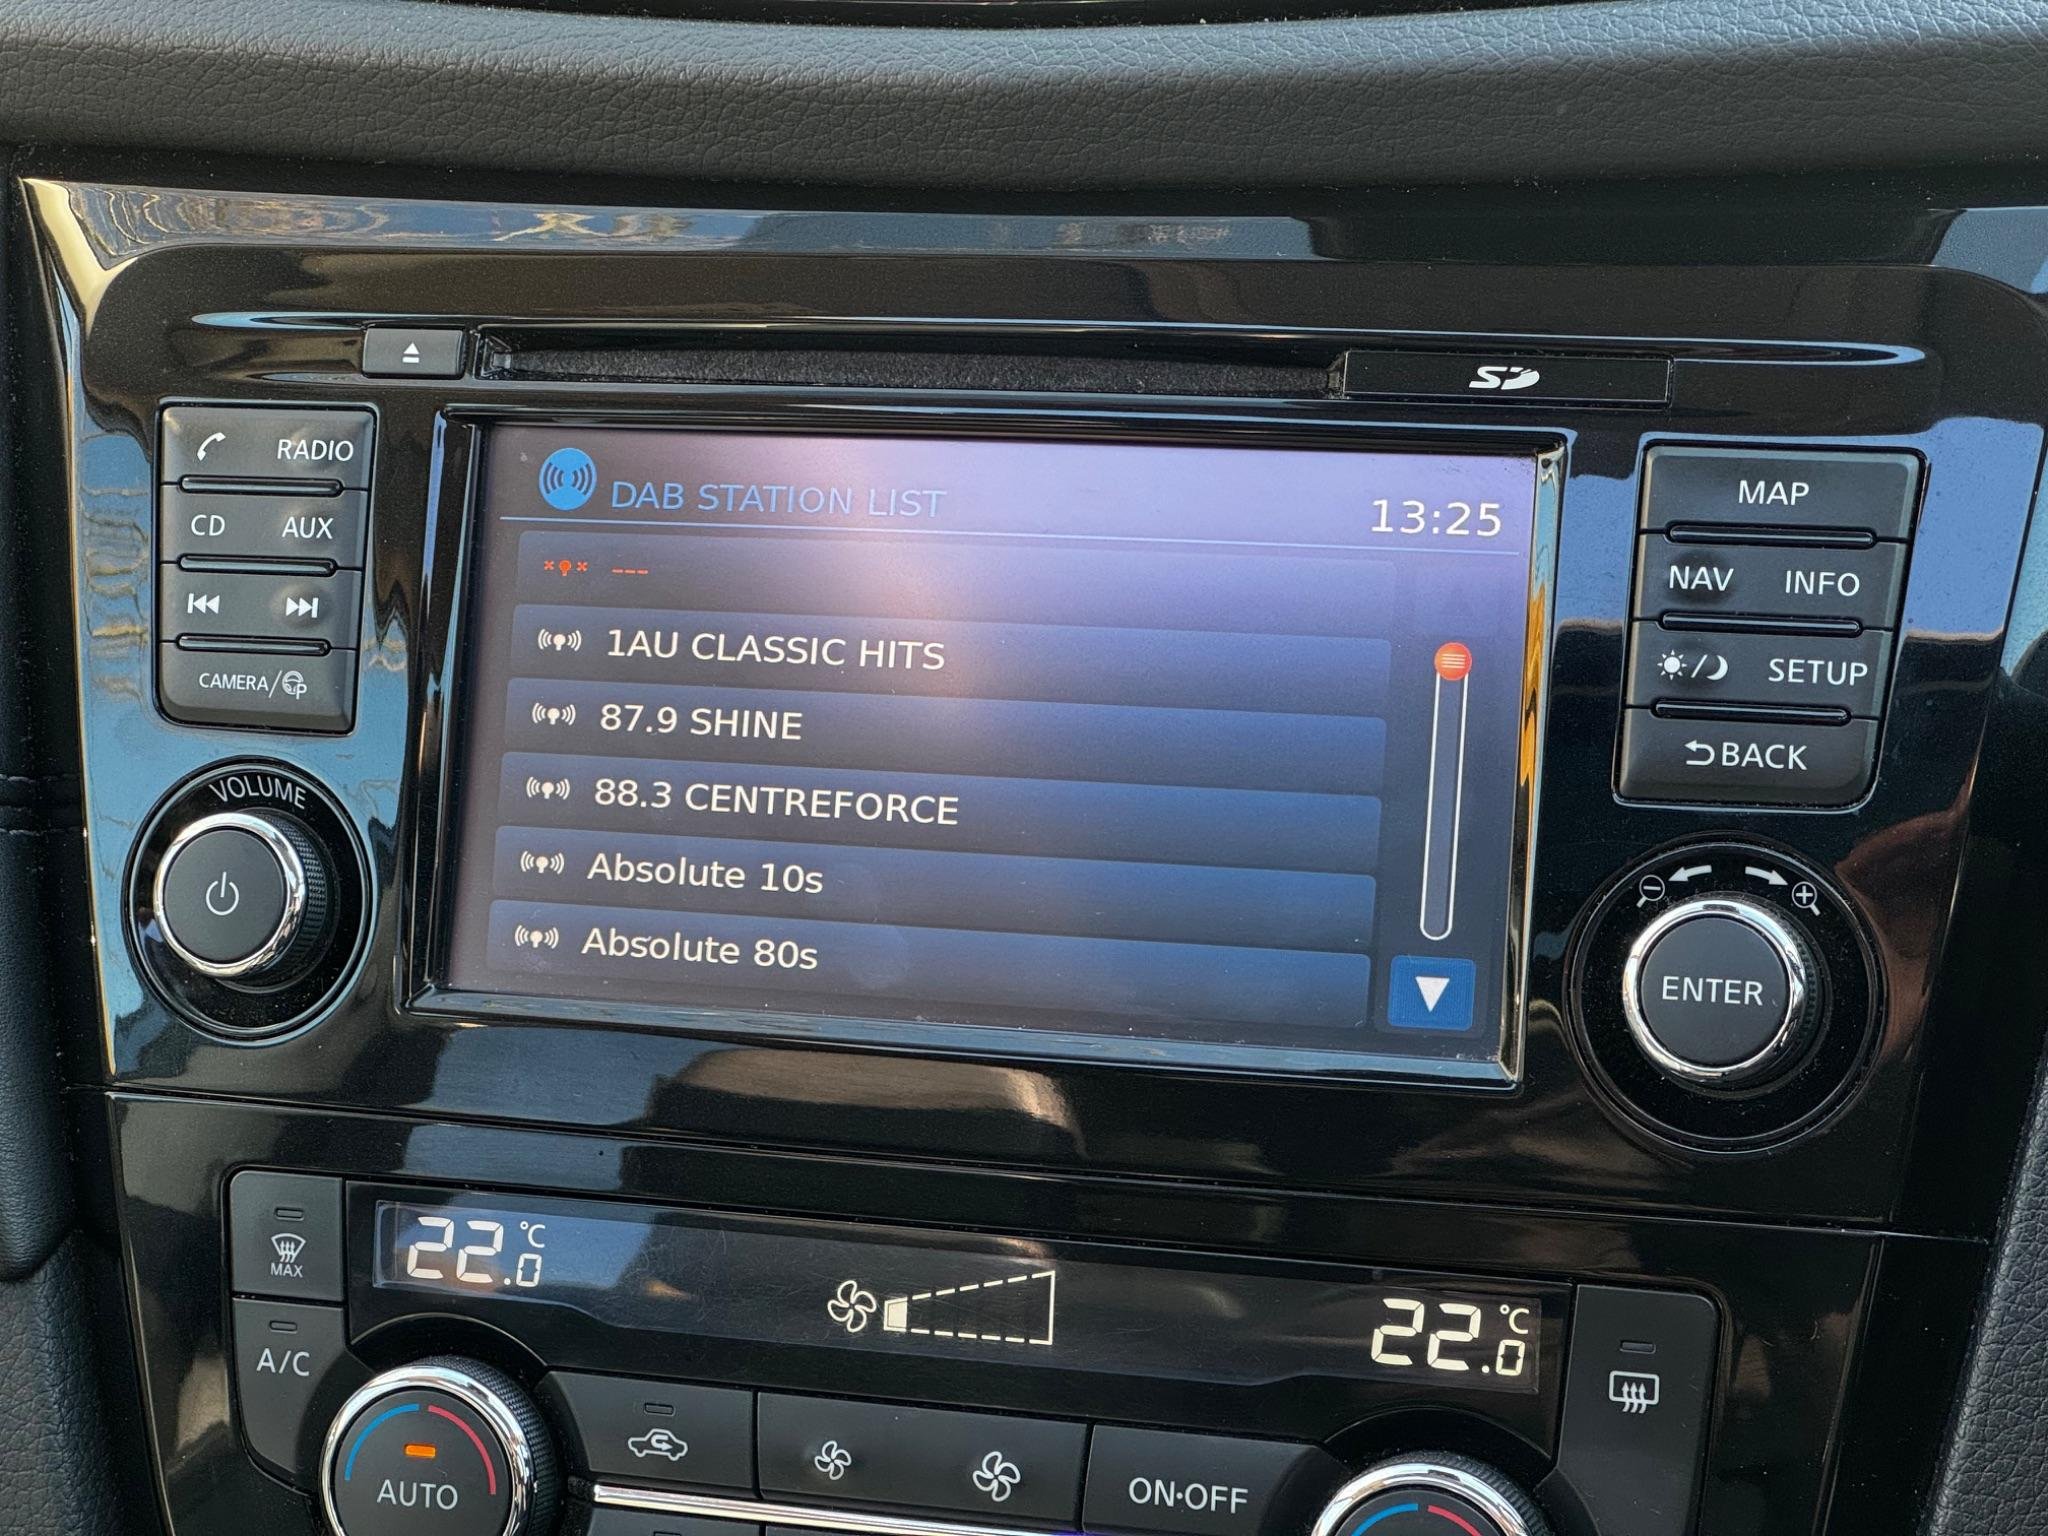 SD
RADIO
CD AUX
CAMERA/P
VOLUME
DAB STATION LIST
13:25
---
1AU CLASSIC HITS
87.9 SHINE
88.3 CENTREFORCE
Absolute 10s
Absolute 80s
MAP
NAV INFO
SETUP
BACK
ENTER
22.0 °C
22.0 °C
MAX
A/C
AUTO
ON•OFF